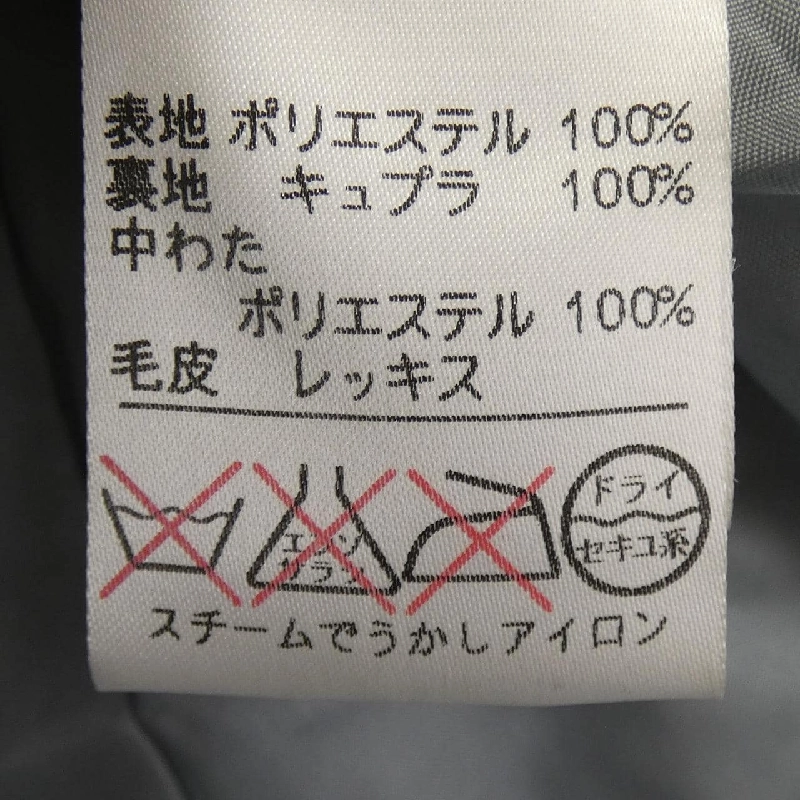 表地 ポリエステル 100%
裏地 キュプラ 100%
中わた
ポリエステル 100%
毛皮 レッキス
エンソ
サラシ
ドライ
セキユ系
スチームでうかしアイロン